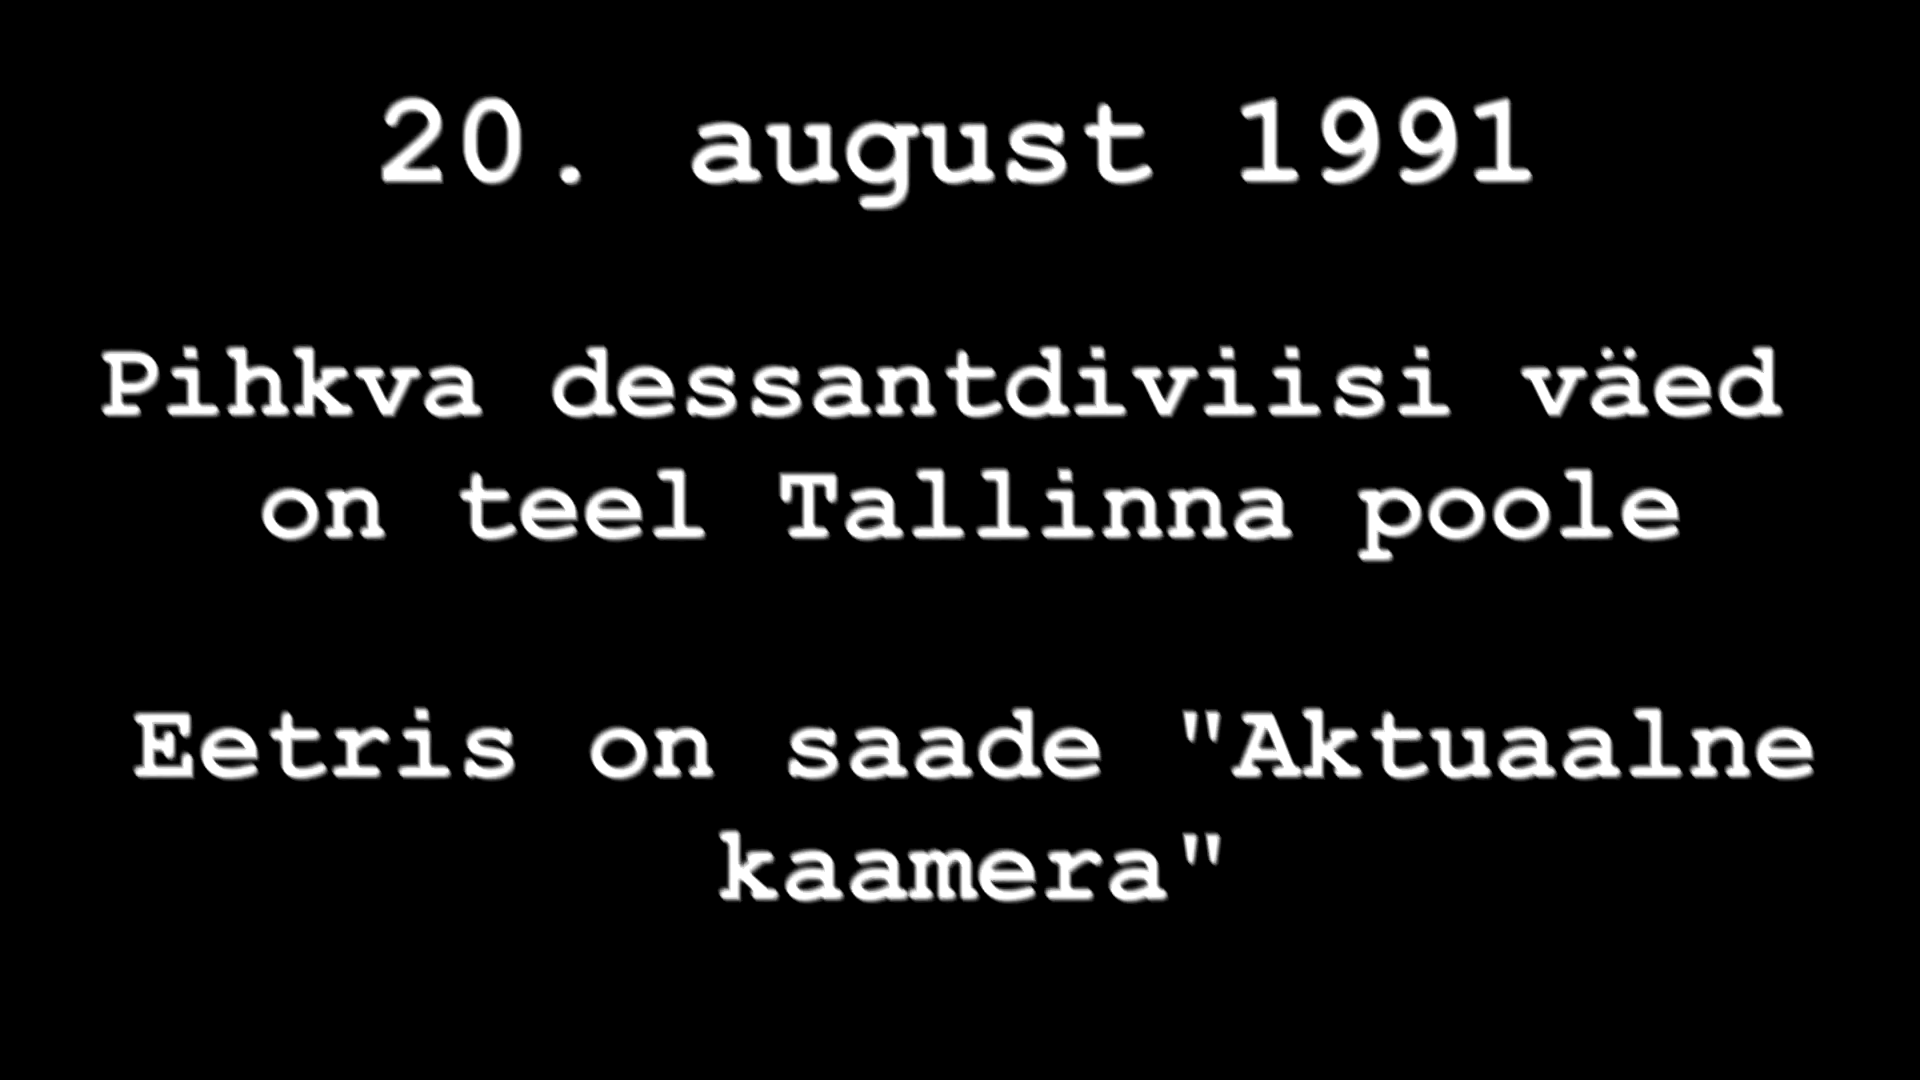 20. august 1991
Pihkva dessantdiviisi väed
on teel Tallinna poole
Eetris on saade "Aktuaalne
kaamera"